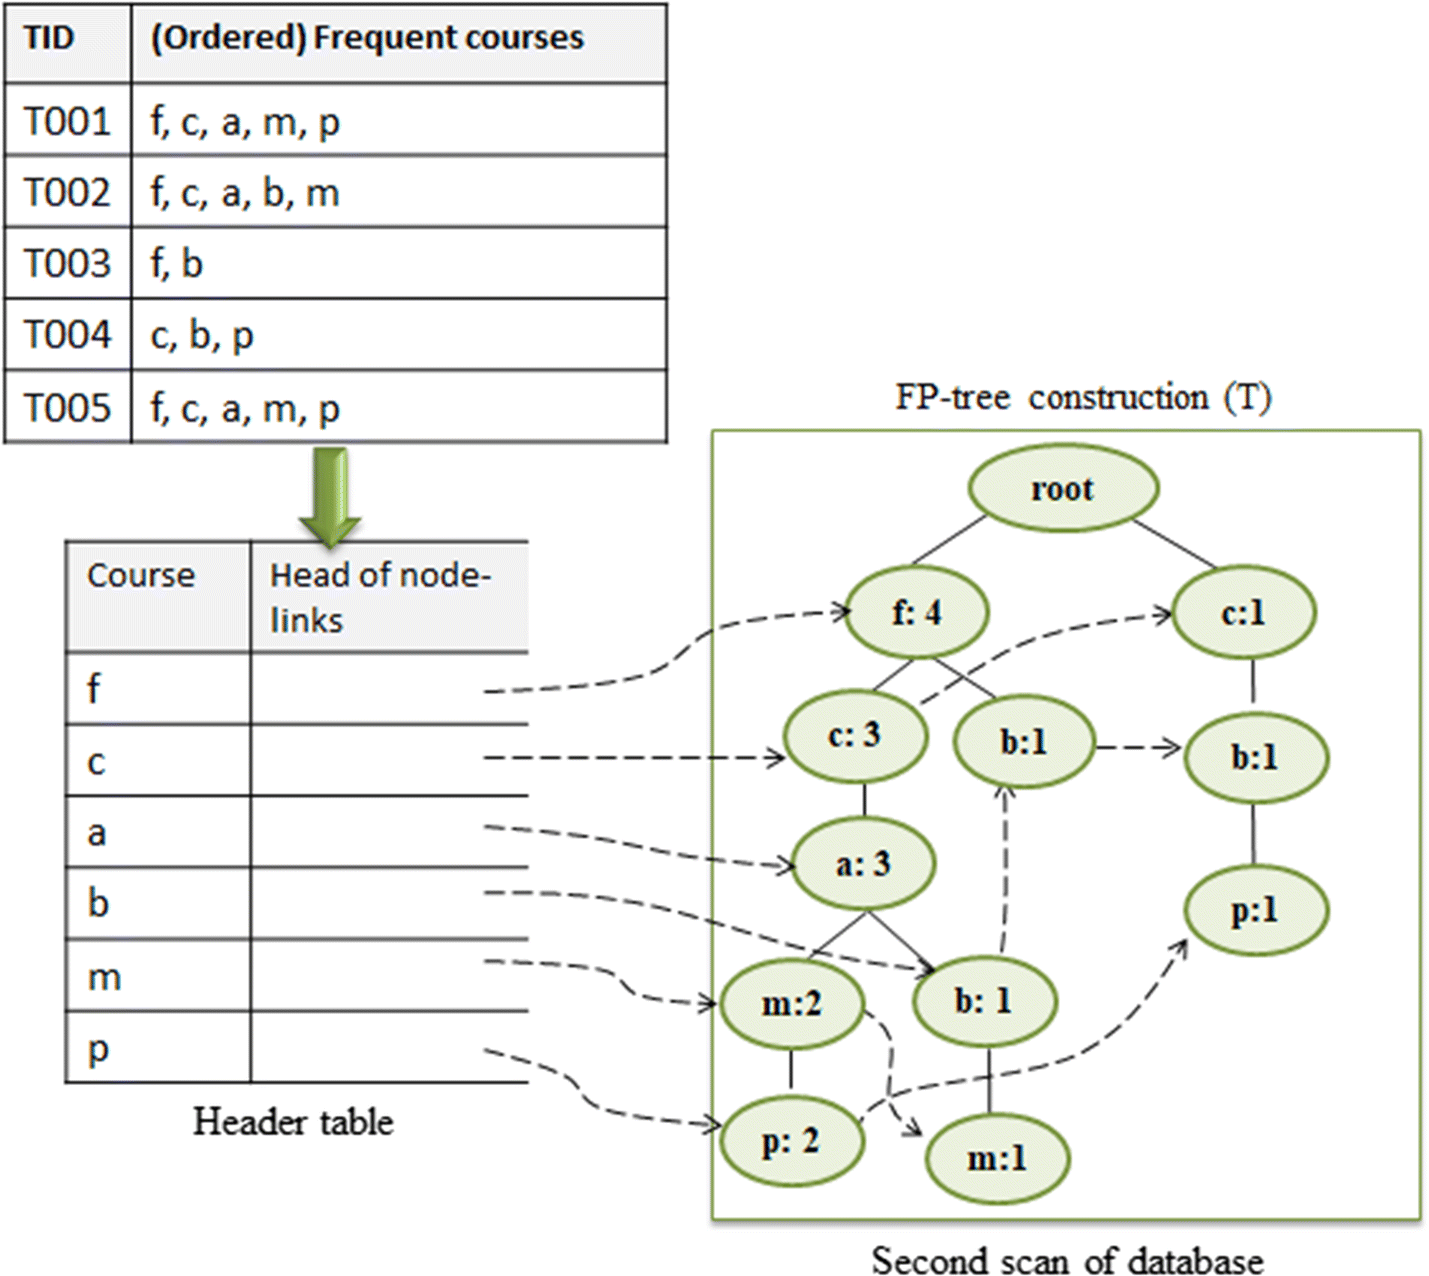 TID (Ordered) Frequent courses
T001 f, c, a, m, p
T002 f, c, a, b, m
T003 f, b
T004 c, b, p
T005 f, c, a, m, p
Course Head of node-
links
f
c
a
b
m
p
Header table
FP-tree construction (T)
root
f: 4 c:1
c: 3 b:1 b:1
a: 3 p:1
m:2 b: 1
p: 2 m:1
Second scan of database